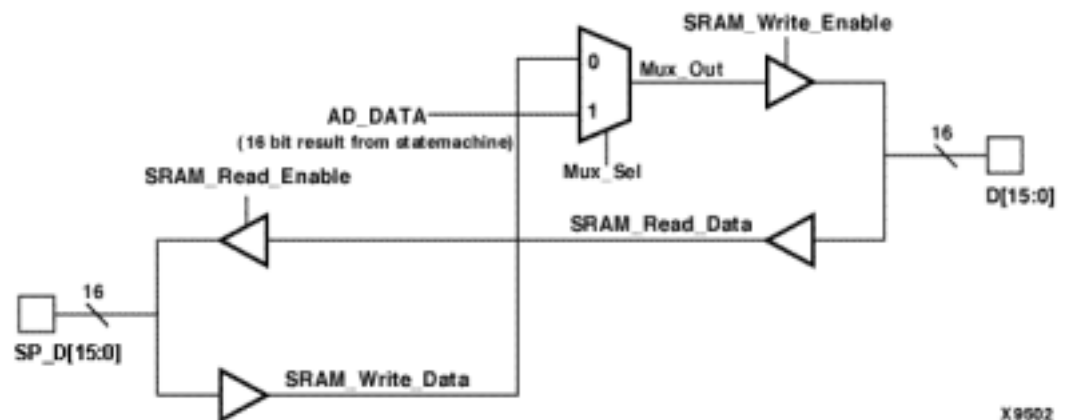 SRAM_Write_Enable
0
Mux_Out
AD_DATA
1
(16 bit result from statemachine)
Mux_Sel
16
D[15:0]
SRAM_Read_Enable
SRAM_Read_Data
16
SP_D[15:0]
SRAM_Write_Data
X9602